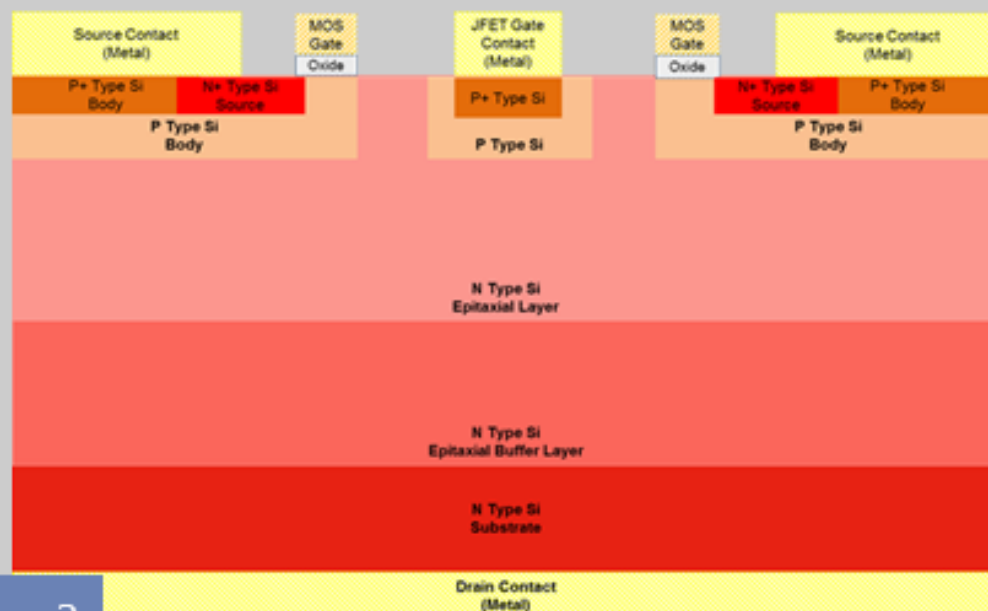 Source Contact
(Metal)
MOS
Gate
Oxide
JFET Gate
Contact
(Metal)
MOS
Gate
Oxide
Source Contact
(Metal)
P+ Type Si
Body
N+ Type Si
Source
P+ Type Si
N+ Type Si
Source
P+ Type Si
Body
P Type Si
Body
P Type Si
P Type Si
Body
N Type Si
Epitaxial Layer
N Type Si
Epitaxial Buffer Layer
N Type Si
Substrate
Drain Contact
(Metal)